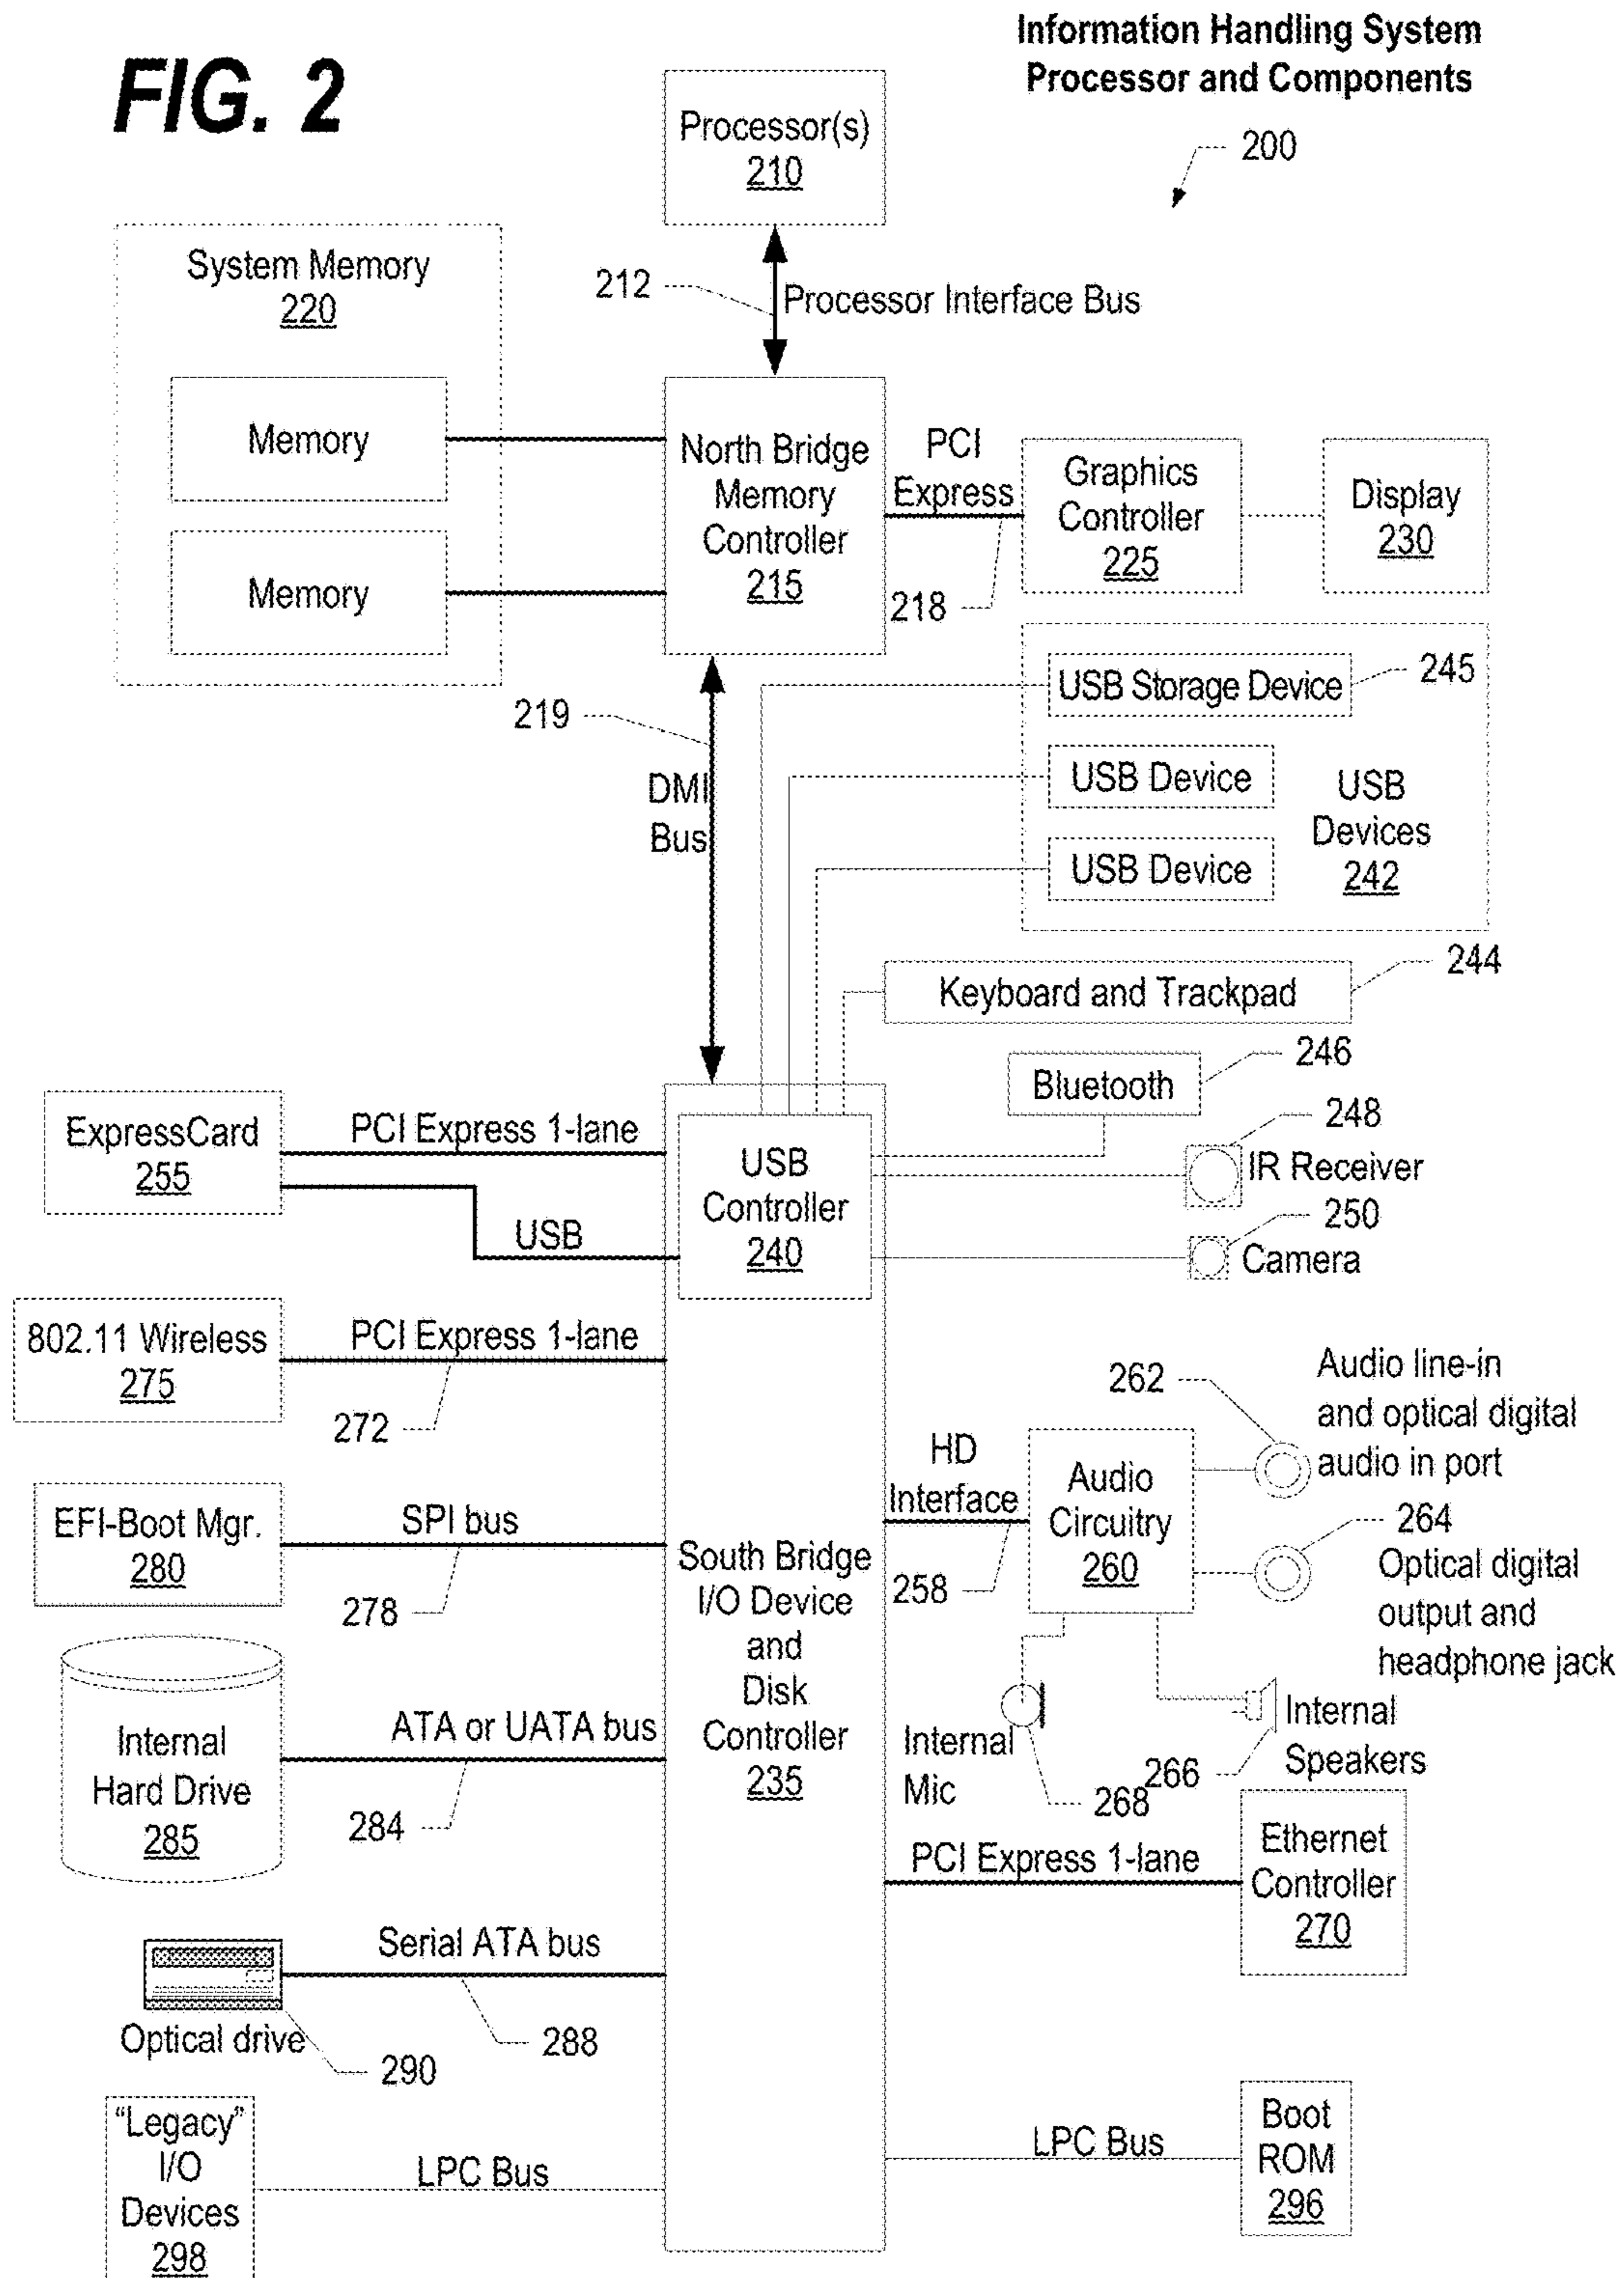 FIG. 2
Information Handling System
Processor and Components
200
Processor(s)
210
212
Processor Interface Bus
System Memory
220
Memory
Memory
North Bridge
Memory
Controller
215
PCI
Express
218
Graphics
Controller
225
Display
230
219
DMI
Bus
USB Storage Device
245
USB Device
USB Device
USB
Devices
242
Keyboard and Trackpad
244
Bluetooth
246
248
IR Receiver
250
Camera
ExpressCard
255
PCI Express 1-lane
USB
USB
Controller
240
802.11 Wireless
275
PCI Express 1-lane
272
EFI-Boot Mgr.
280
SPI bus
278
South Bridge
I/O Device
and
Disk
Controller
235
HD
Interface
258
Audio
Circuitry
260
262
Audio line-in
and optical digital
audio in port
264
Optical digital
output and
headphone jack
Internal
Mic
268
266
Internal
Speakers
Internal
Hard Drive
285
ATA or UATA bus
284
PCI Express 1-lane
Ethernet
Controller
270
Serial ATA bus
288
Optical drive
290
"Legacy"
I/O
Devices
298
LPC Bus
LPC Bus
Boot
ROM
296